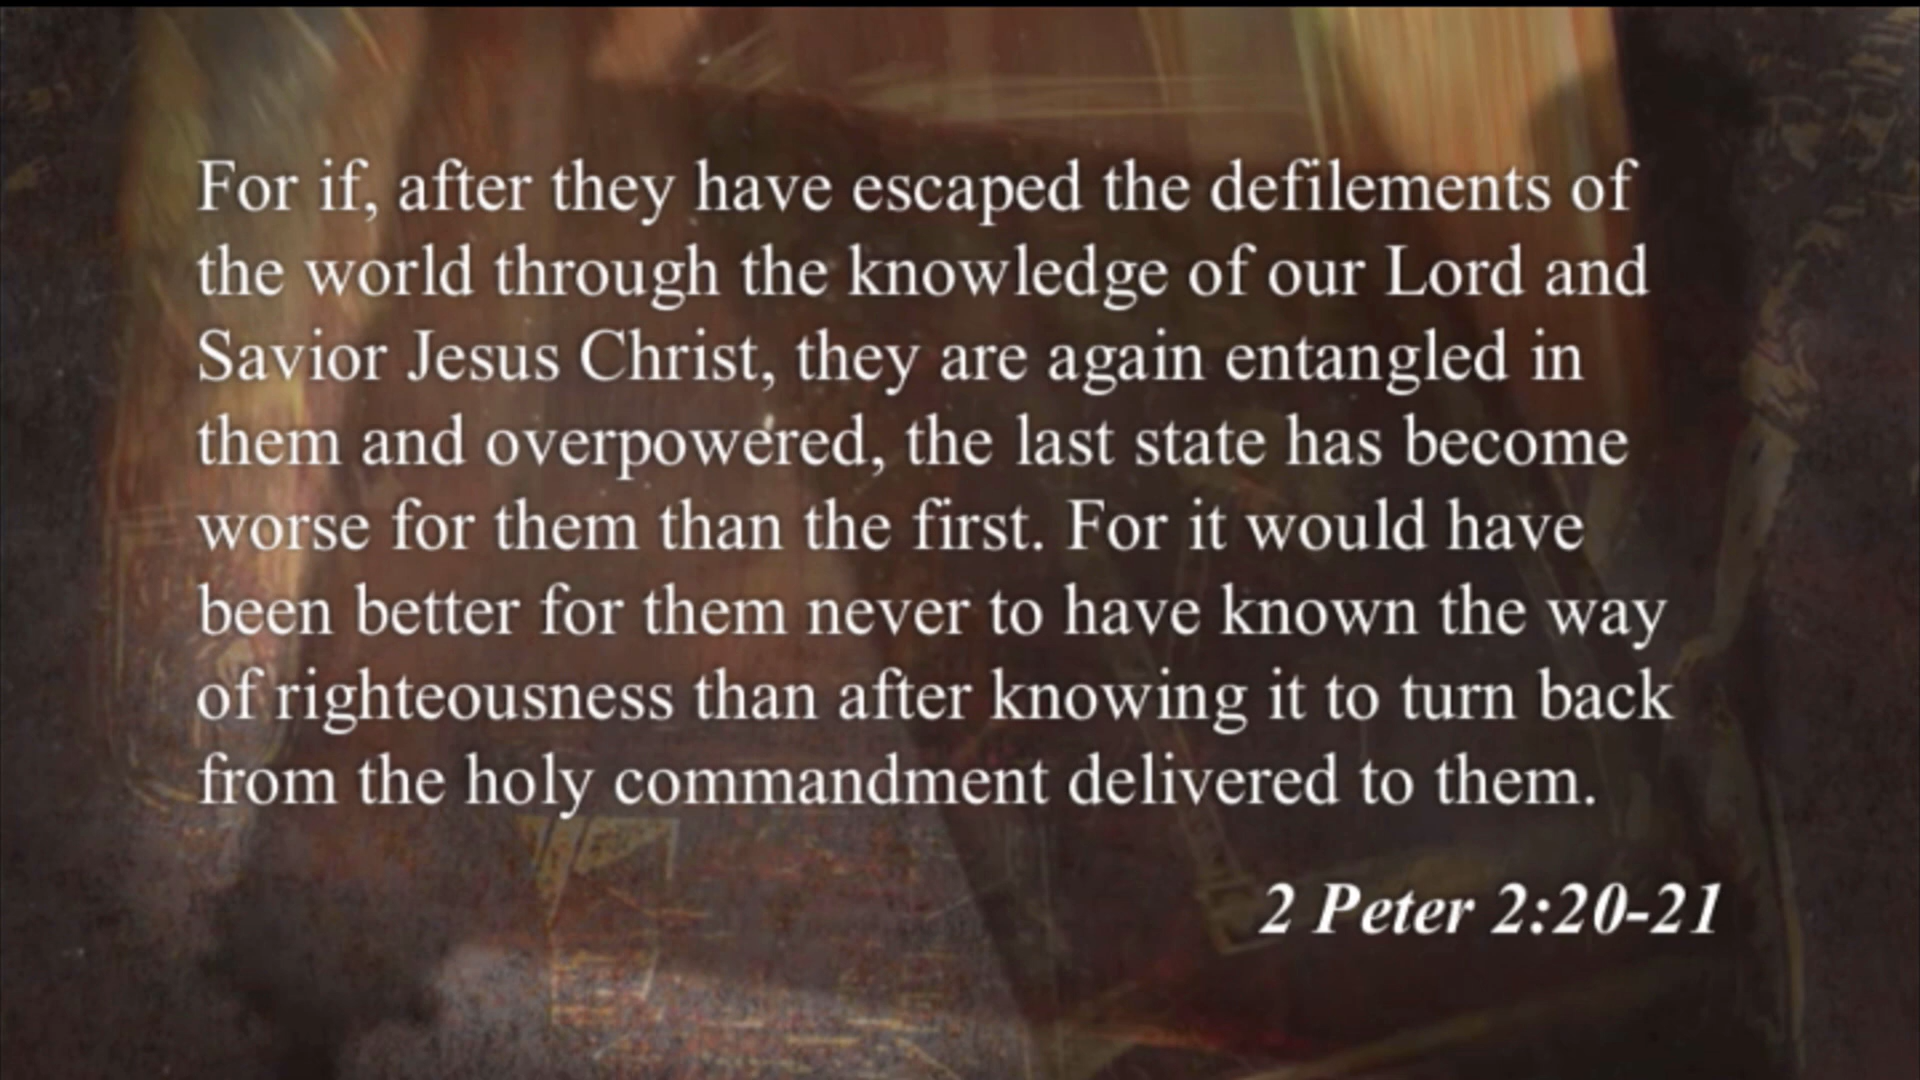 For if, after they have escaped the defilements of
the world through the knowledge of our Lord and
Savior Jesus Christ, they are again entangled in
them and overpowered, the last state has become
worse for them than the first. For it would have
been better for them never to have known the way
of righteousness than after knowing it to turn back
from the holy commandment delivered to them.
2 Peter 2:20-21